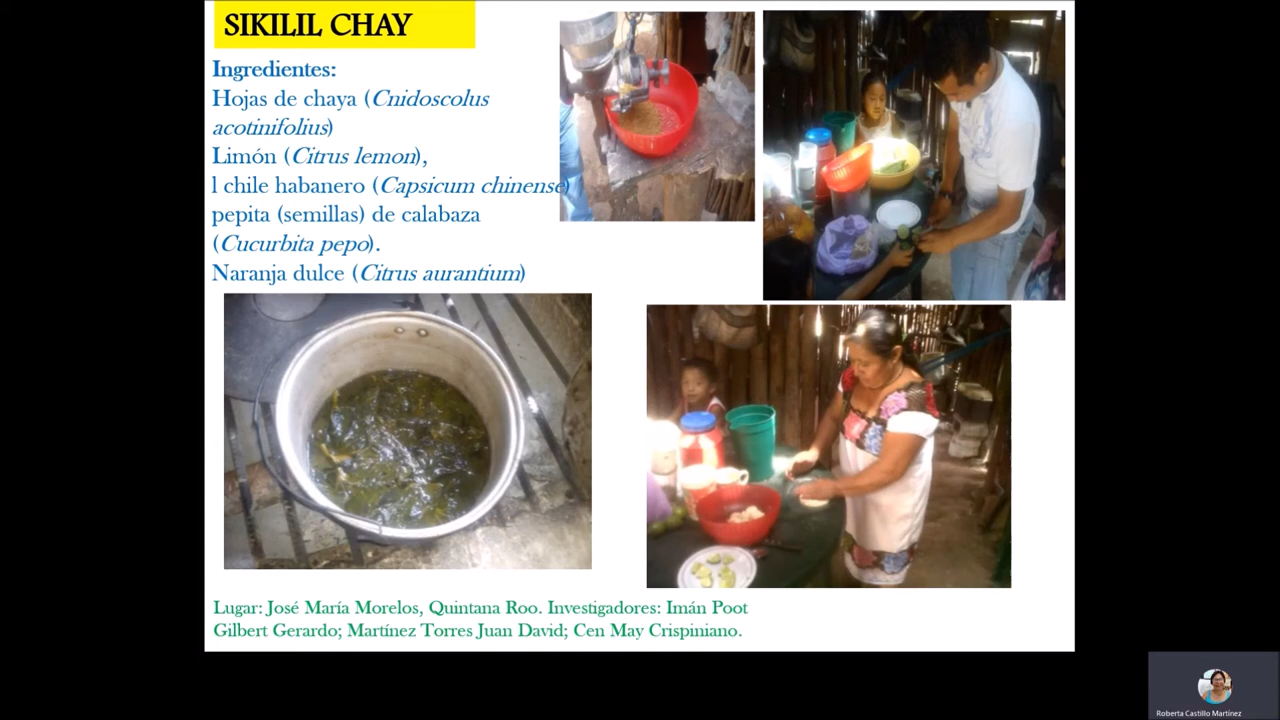 SIKILIL CHAY
Ingredientes:
Hojas de chaya (Cnidoscolus
acotinifolius)
Limón (Citrus lemon),
l chile habanero (Capsicum chinense)
pepita (semillas) de calabaza
(Cucurbita pepo).
Naranja dulce (Citrus aurantium)
Lugar: José María Morelos, Quintana Roo. Investigadores: Imán Poot
Gilbert Gerardo; Martínez Torres Juan David; Cen May Crispiniano.
Roberta Castillo Martínez